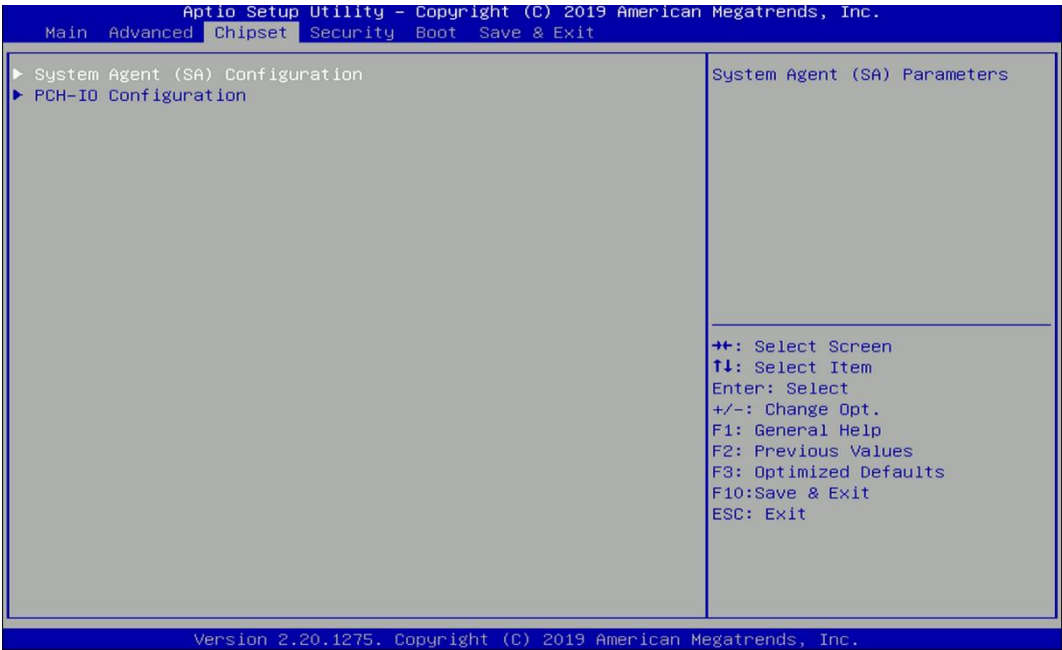 Aptio Setup Utility – Copyright (C) 2019 American Megatrends, Inc.
Main Advanced Chipset Security Boot Save & Exit
▶ System Agent (SA) Configuration
▶ PCH-IO Configuration
System Agent (SA) Parameters
→←: Select Screen
↑↓: Select Item
Enter: Select
+/-: Change Opt.
F1: General Help
F2: Previous Values
F3: Optimized Defaults
F10:Save & Exit
ESC: Exit
Version 2.20.1275. Copyright (C) 2019 American Megatrends, Inc.